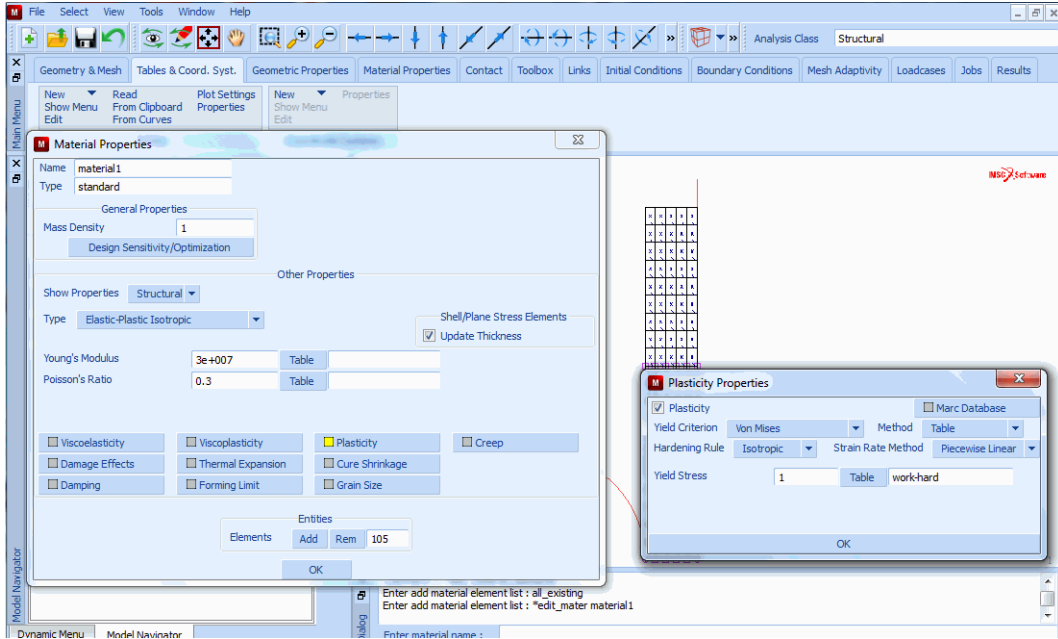 File Select View Tools Window Help
» » Analysis Class Structural
Geometry & Mesh Tables & Coord. Syst. Geometric Properties Material Properties Contact Toolbox Links Initial Conditions Boundary Conditions Mesh Adaptivity Loadcases Jobs Results
New Read Plot Settings New Properties
Show Menu From Clipboard Properties Show Menu
Edit From Curves Edit
Main Menu
Material Properties
Name material1
Type standard
General Properties
Mass Density 1
Design Sensitivity/Optimization
Other Properties
Show Properties Structural
Type Elastic-Plastic Isotropic
Shell/Plane Stress Elements
Update Thickness
Young's Modulus 3e+007 Table
Poisson's Ratio 0.3 Table
Viscoelasticity Viscoplasticity Plasticity Creep
Damage Effects Thermal Expansion Cure Shrinkage
Damping Forming Limit Grain Size
Entities
Elements Add Rem 105
OK
MSC Software
Plasticity Properties
Plasticity Marc Database
Yield Criterion Von Mises Method Table
Hardening Rule Isotropic Strain Rate Method Piecewise Linear
Yield Stress 1 Table work-hard
OK
Model Navigator
Enter add material element list : all_existing
Enter add material element list : *edit_mater material1
Enter material name :
Dialog
Dynamic Menu Model Navigator